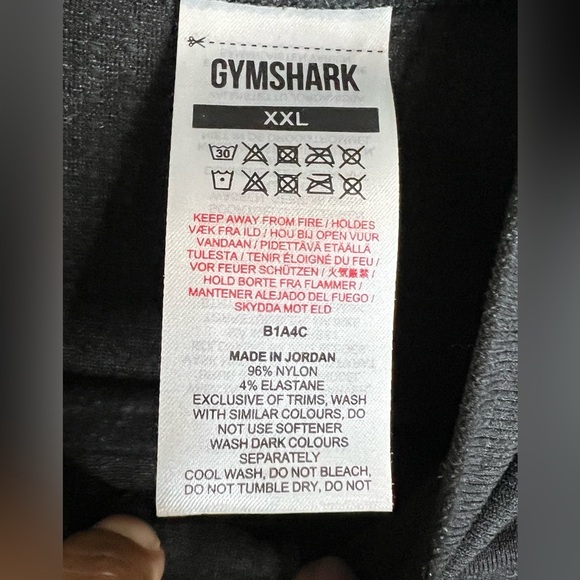 GYMSHARK
XXL
30
KEEP AWAY FROM FIRE / HOLDES
VÆK FRA ILD / HOU BIJ OPEN VUUR
VANDAAN / PIDETTÄVÄ ETÄÄLLÄ
TULESTA / TENIR ÉLOIGNÉ DU FEU /
VOR FEUER SCHÜTZEN / 火気厳禁 /
HOLD BORTE FRA FLAMMER /
MANTENER ALEJADO DEL FUEGO /
SKYDDA MOT ELD
B1A4C
MADE IN JORDAN
96% NYLON
4% ELASTANE
EXCLUSIVE OF TRIMS, WASH
WITH SIMILAR COLOURS, DO
NOT USE SOFTENER
WASH DARK COLOURS
SEPARATELY
COOL WASH, DO NOT BLEACH,
DO NOT TUMBLE DRY, DO NOT